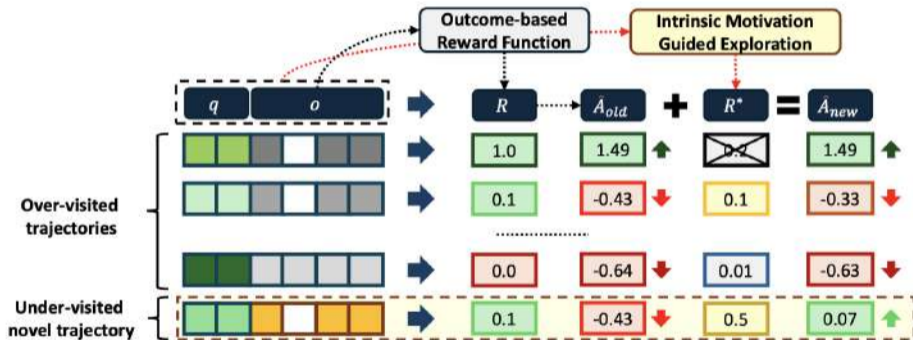 Outcome-based
Reward Function
Intrinsic Motivation
Guided Exploration
q o R Â_old + R* = Â_new
1.0 1.49 0.2 1.49
Over-visited
trajectories
0.1 -0.43 0.1 -0.33
0.0 -0.64 0.01 -0.63
Under-visited
novel trajectory
0.1 -0.43 0.5 0.07